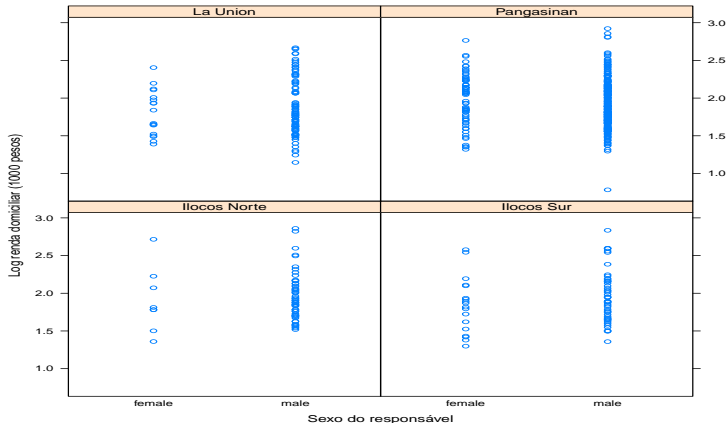 La Union
Pangasinan
3.0
2.5
2.0
1.5
1.0
Ilocos Norte
Ilocos Sur
3.0
2.5
2.0
1.5
1.0
Log renda domiciliar (1000 pesos)
female
male
female
male
Sexo do responsável